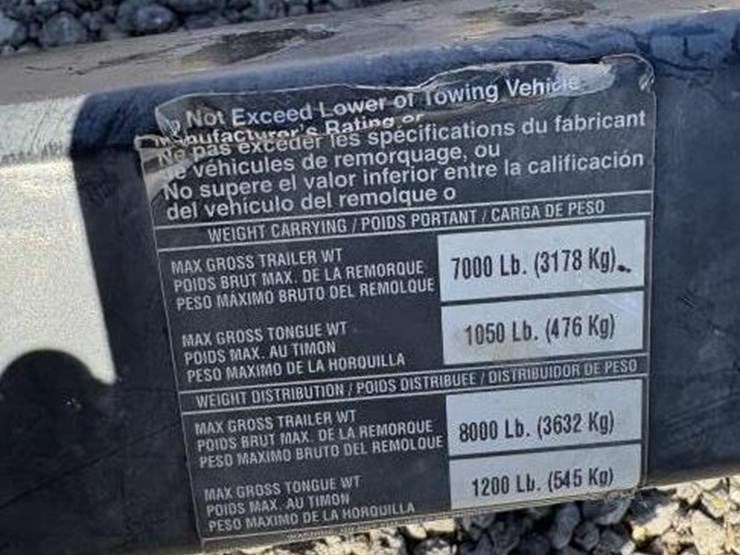 Not Exceed Lower of Towing Vehicle
Manufacturer's Rating or
Ne pas excéder les spécifications du fabricant
de véhicules de remorquage, ou
No supere el valor inferior entre la calificación
del vehículo del remolque o
WEIGHT CARRYING / POIDS PORTANT / CARGA DE PESO
MAX GROSS TRAILER WT
POIDS BRUT MAX. DE LA REMORQUE
PESO MÁXIMO BRUTO DEL REMOLQUE
7000 Lb. (3178 Kg)
MAX GROSS TONGUE WT
POIDS MAX. AU TIMON
PESO MAXIMO DE LA HORQUILLA
1050 Lb. (476 Kg)
WEIGHT DISTRIBUTION / POIDS DISTRIBUEE / DISTRIBUIDOR DE PESO
MAX GROSS TRAILER WT
POIDS BRUT MAX. DE LA REMORQUE
PESO MAXIMO BRUTO DEL REMOLQUE
8000 Lb. (3632 Kg)
MAX GROSS TONGUE WT
POIDS MAX. AU TIMON
PESO MAXIMO DE LA HORQUILLA
1200 Lb. (545 Kg)